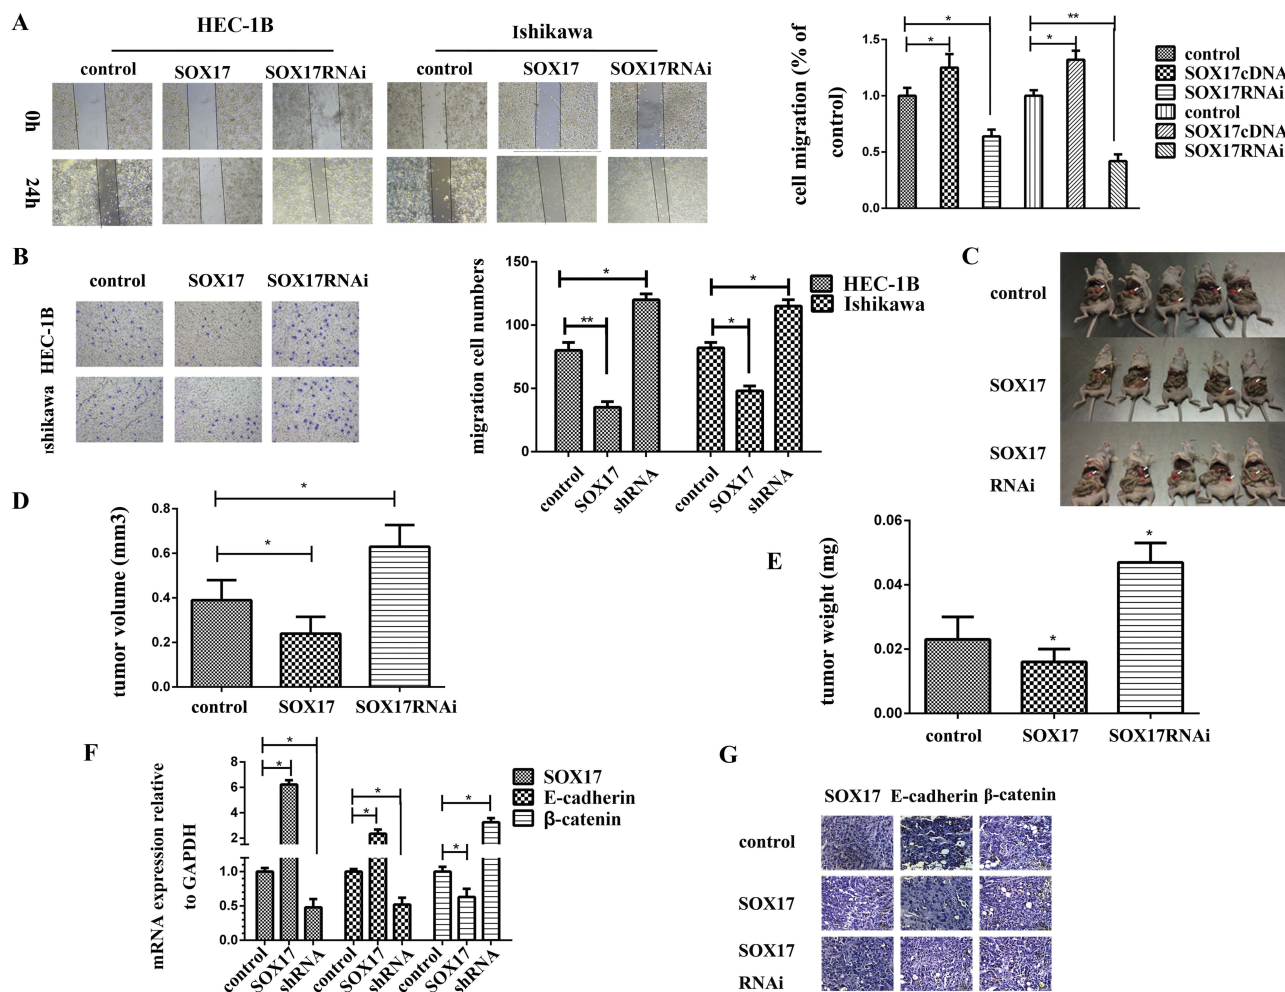 A
HEC-1B
Ishikawa
control
SOX17
SOX17RNAi
control
SOX17
SOX17RNAi
0h
24h
cell migration (% of
control)
1.5
1.0
0.5
0.0
*
*
**
*
control
SOX17cDNA
SOX17RNAi
control
SOX17cDNA
SOX17RNAi
B
control
SOX17
SOX17RNAi
HEC-1B
Ishikawa
migration cell numbers
150
100
50
0
*
**
*
*
HEC-1B
Ishikawa
control
SOX17
shRNA
control
SOX17
shRNA
C
control
SOX17
SOX17
RNAi
D
tumor volume (mm3)
0.8
0.6
0.4
0.2
0.0
*
*
control
SOX17
SOX17RNAi
E
tumor weight (mg)
0.06
0.04
0.02
0.00
*
*
control
SOX17
SOX17RNAi
F
mRNA expression relative
to GAPDH
8
6
4
2
1.0
0.5
0.0
*
*
*
*
*
*
SOX17
E-cadherin
β-catenin
control
SOX17
shRNA
control
SOX17
shRNA
control
SOX17
shRNA
G
SOX17 E-cadherin β-catenin
control
SOX17
SOX17
RNAi